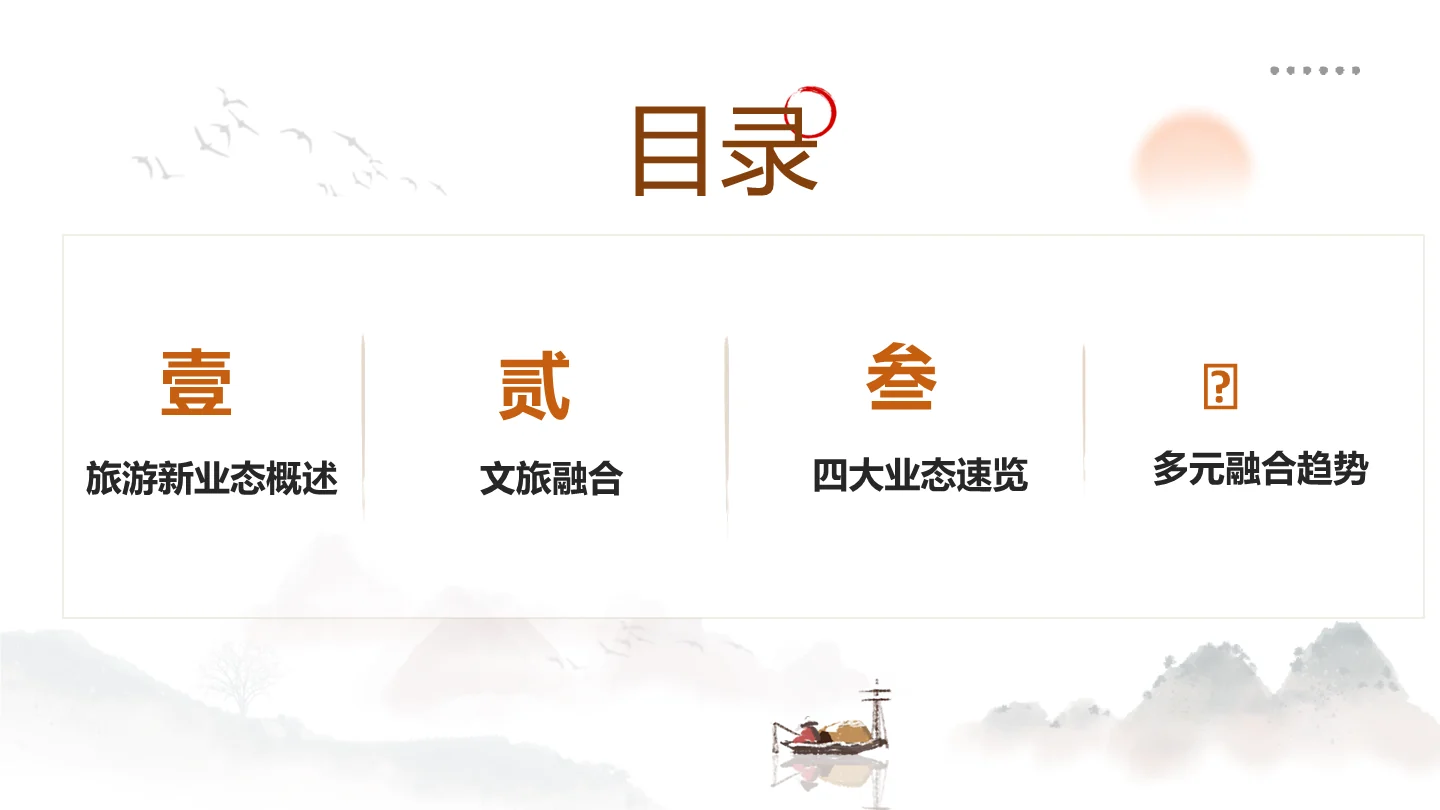 目录
壹
旅游新业态概述
贰
文旅融合
叁
四大业态速览
多元融合趋势